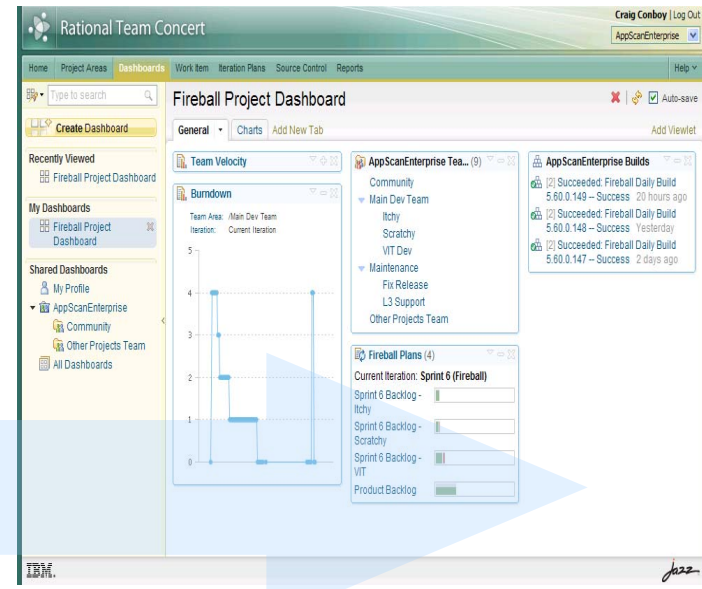 Rational Team Concert
Craig Conboy | Log Out
AppScanEnterprise
Home Project Areas Dashboards Work Item Iteration Plans Source Control Reports Help
Type to search
Create Dashboard
Recently Viewed
Fireball Project Dashboard
My Dashboards
Fireball Project
Dashboard
Shared Dashboards
My Profile
AppScanEnterprise
Community
Other Projects Team
All Dashboards
Fireball Project Dashboard
Auto-save
General Charts Add New Tab Add Viewlet
Team Velocity
Burndown
Team Area: /Main Dev Team
Iteration: Current Iteration
5
4
3
2
1
0
AppScanEnterprise Tea... (9)
Community
Main Dev Team
Itchy
Scratchy
VIT Dev
Maintenance
Fix Release
L3 Support
Other Projects Team
Fireball Plans (4)
Current Iteration: Sprint 6 (Fireball)
Sprint 6 Backlog -
Itchy
Sprint 6 Backlog -
Scratchy
Sprint 6 Backlog -
VIT
Product Backlog
AppScanEnterprise Builds
[2] Succeeded: Fireball Daily Build
5.60.0.149 -- Success 20 hours ago
[2] Succeeded: Fireball Daily Build
5.60.0.148 -- Success Yesterday
[2] Succeeded: Fireball Daily Build
5.60.0.147 -- Success 2 days ago
IBM.
Jazz